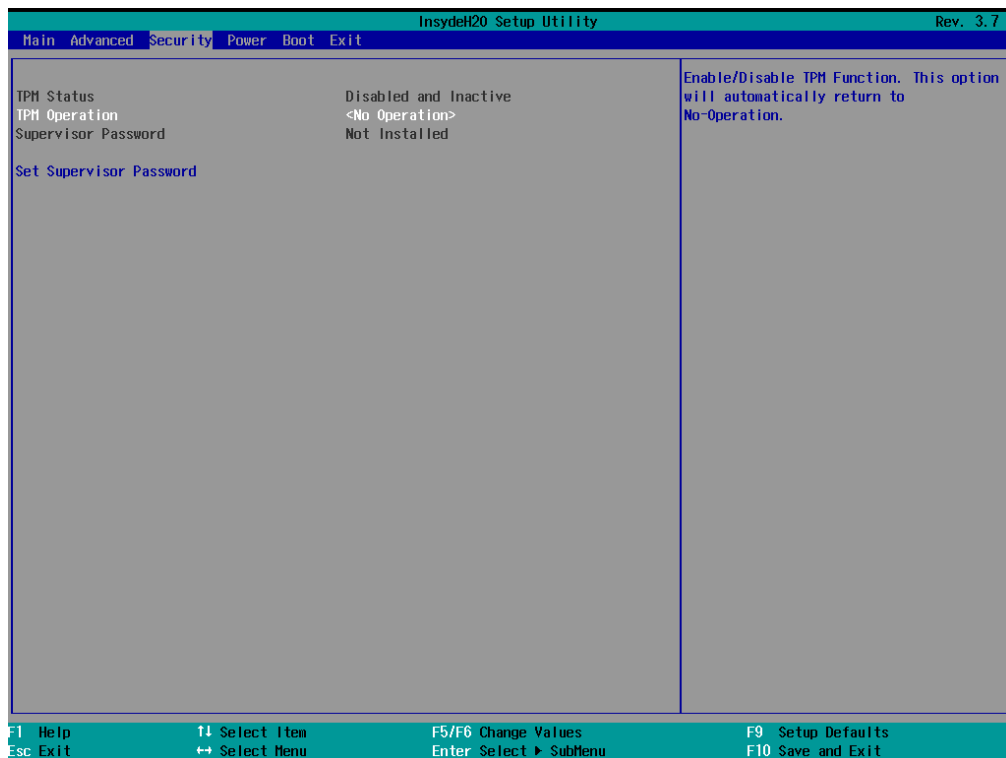 InsydeH20 Setup Utility Rev. 3.7
Main Advanced Security Power Boot Exit
TPM Status Disabled and Inactive
TPM Operation <No Operation>
Supervisor Password Not Installed
Set Supervisor Password
Enable/Disable TPM Function. This option
will automatically return to
No-Operation.
F1 Help ↑↓ Select Item F5/F6 Change Values F9 Setup Defaults
Esc Exit ↔ Select Menu Enter Select ▶ SubMenu F10 Save and Exit